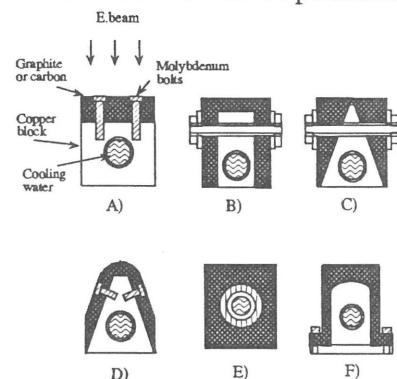 E.beam
Graphite
or carbon
Molybdenum
bolts
Copper
block
Cooling
water
A)
B)
C)
D)
E)
F)